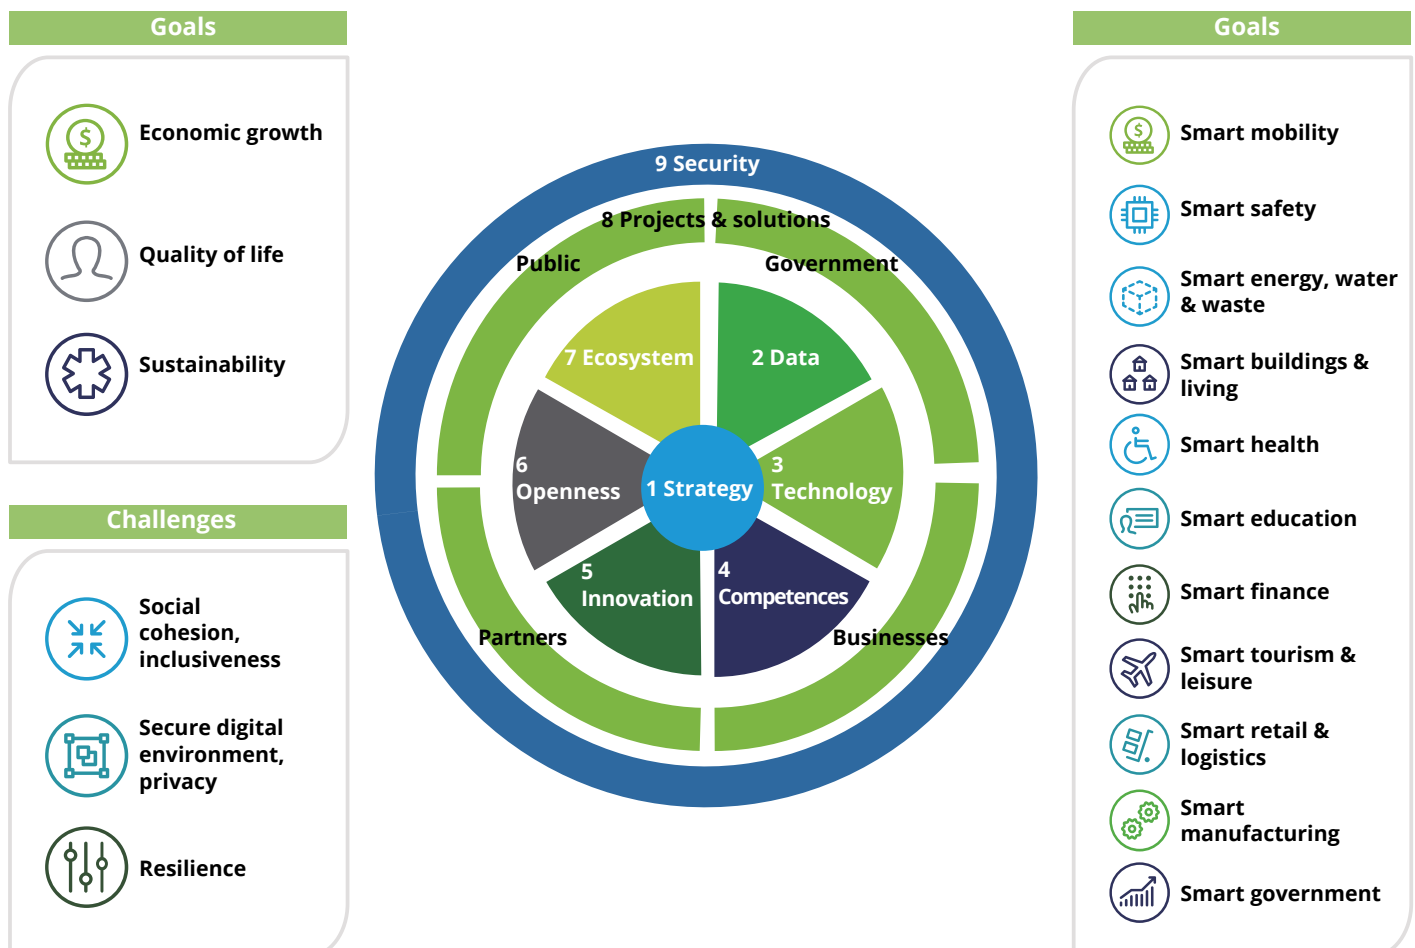 Goals
Economic growth
Quality of life
Sustainability
Challenges
Social
cohesion,
inclusiveness
Secure digital
environment,
privacy
Resilience
9 Security
8 Projects & solutions
Public
Government
7 Ecosystem
2 Data
6
Openness
1 Strategy
3
Technology
5
Innovation
4
Competences
Partners
Businesses
Goals
Smart mobility
Smart safety
Smart energy, water
& waste
Smart buildings &
living
Smart health
Smart education
Smart finance
Smart tourism &
leisure
Smart retail &
logistics
Smart
manufacturing
Smart government